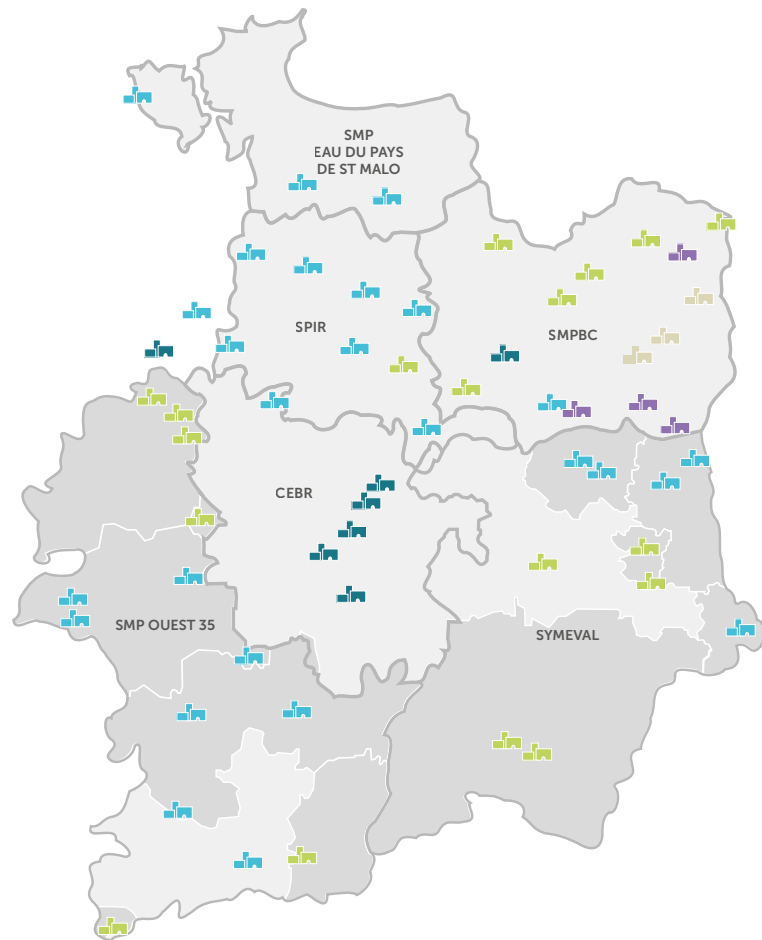 SMP
EAU DU PAYS
DE ST MALO
SPIR
SMPBC
CEBR
SMP OUEST 35
SYMEVAL